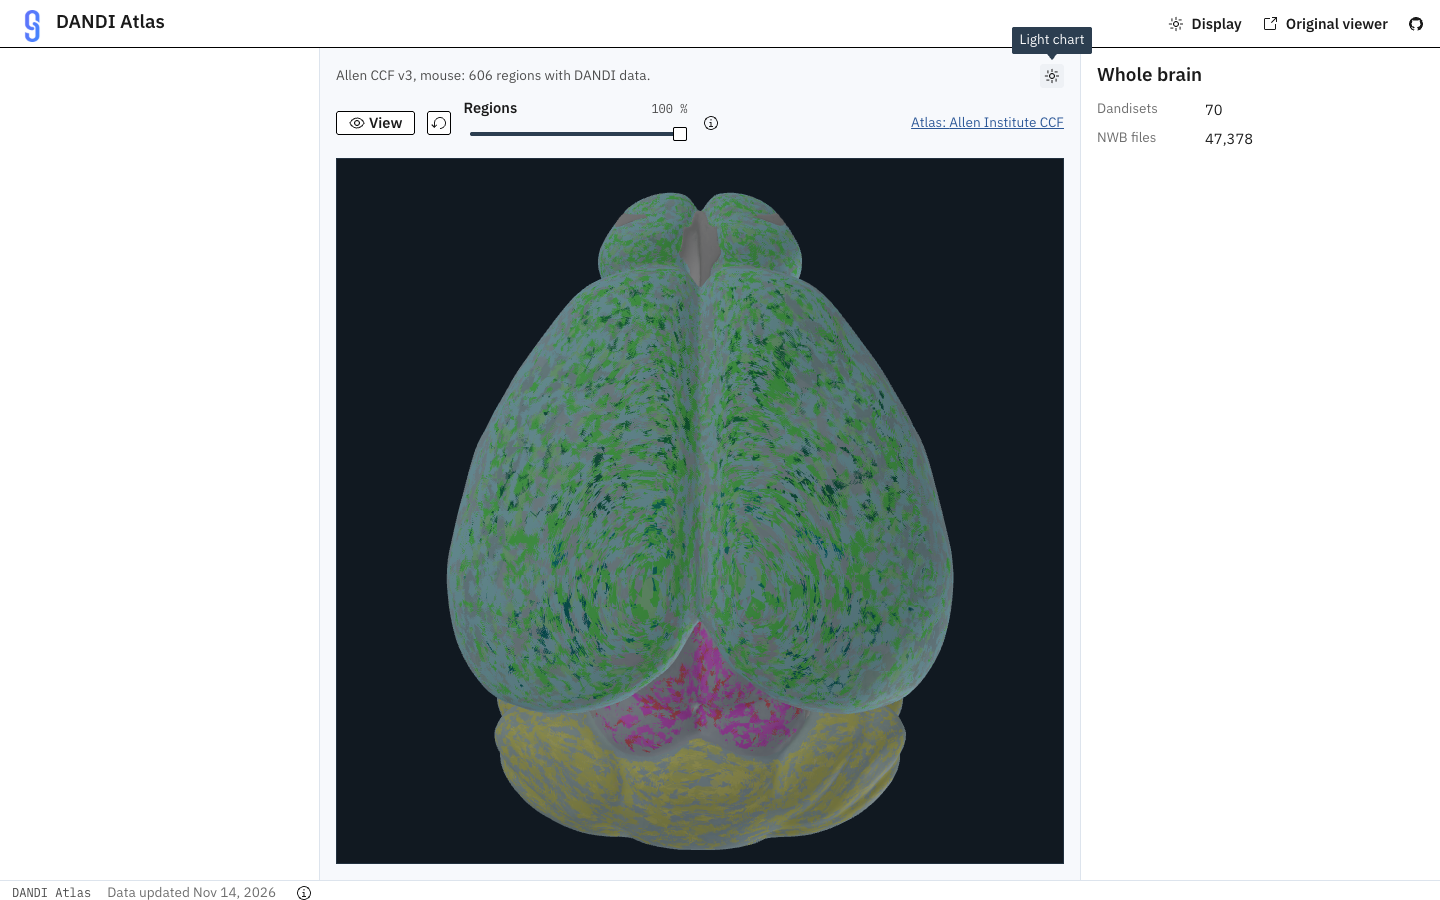 DANDI Atlas
Display
Original viewer
Light chart
Allen CCF v3, mouse: 606 regions with DANDI data.
View
Regions
100 %
Atlas: Allen Institute CCF
Whole brain
Dandisets 70
NWB files 47,378
DANDI Atlas
Data updated Nov 14, 2026